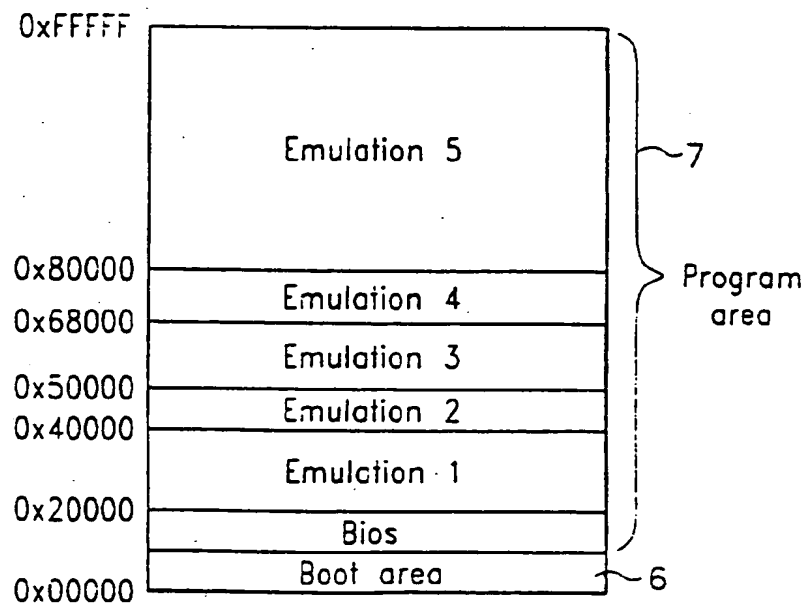 0xFFFFF
Emulation 5
7
0x80000
Program
area
Emulation 4
0x68000
Emulation 3
0x50000
Emulation 2
0x40000
Emulation 1
0x20000
Bios
Boot area
6
0x00000